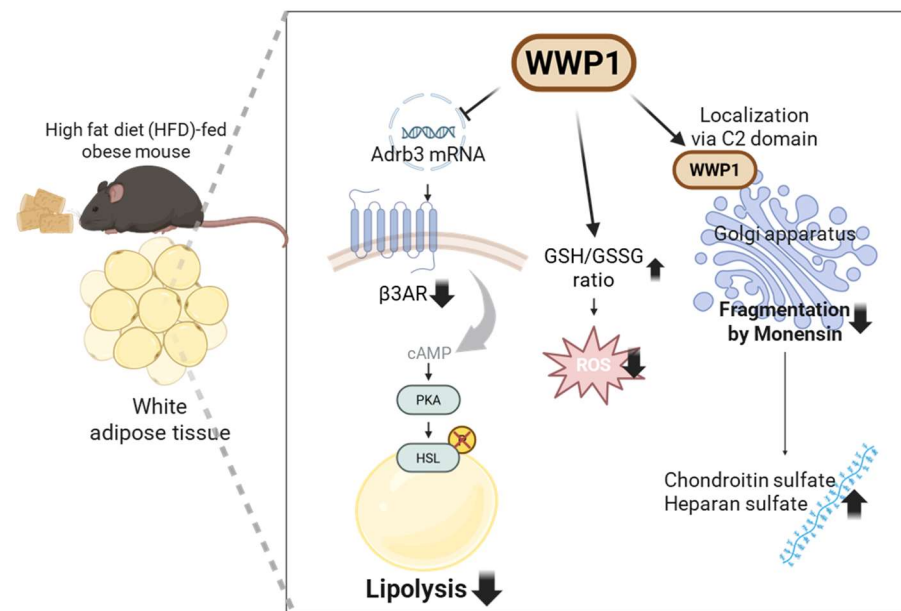 High fat diet (HFD)-fed
obese mouse
White
adipose tissue
WWP1
Adrb3 mRNA
β3AR
cAMP
PKA
HSL
P
Lipolysis
GSH/GSSG
ratio
ROS
Localization
via C2 domain
WWP1
Golgi apparatus
Fragmentation
by Monensin
Chondroitin sulfate
Heparan sulfate